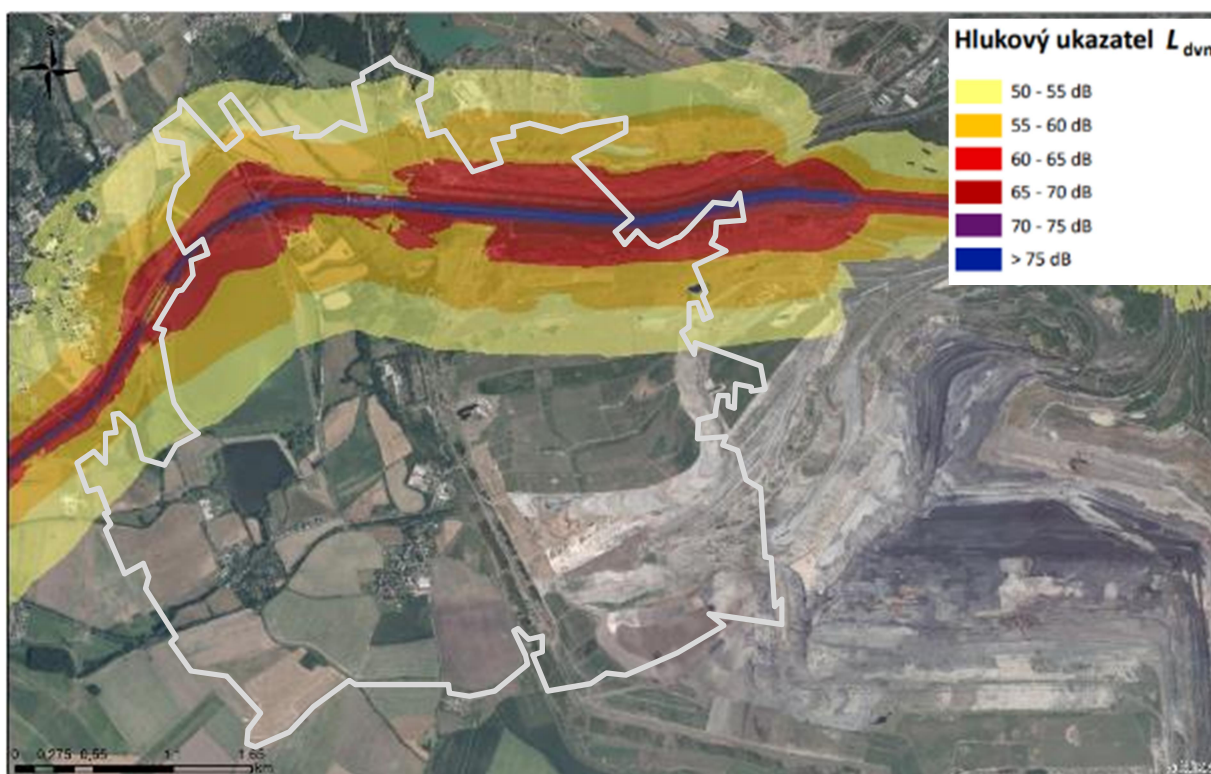 S
Hlukový ukazatel L dvn
50 - 55 dB
55 - 60 dB
60 - 65 dB
65 - 70 dB
70 - 75 dB
> 75 dB
0 0,275 0,55 1,1 1,65
km